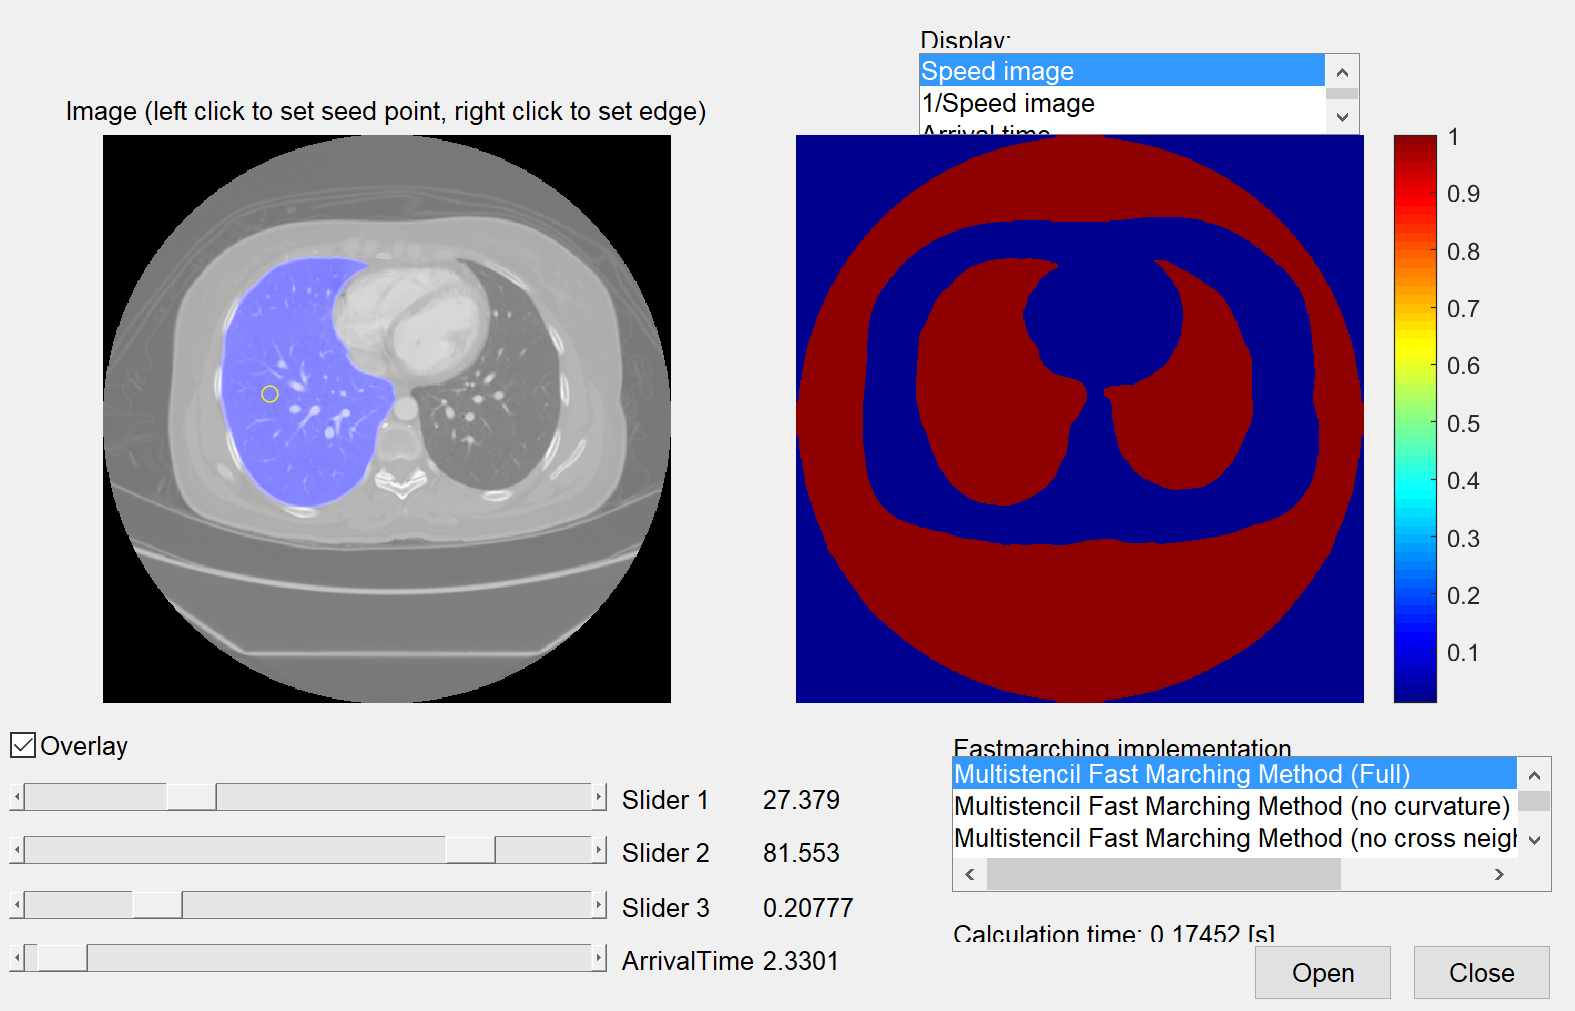 Display:
Speed image
1/Speed image
Arrival time
Image (left click to set seed point, right click to set edge)
1
0.9
0.8
0.7
0.6
0.5
0.4
0.3
0.2
0.1
Overlay
Slider 1 27.379
Slider 2 81.553
Slider 3 0.20777
ArrivalTime 2.3301
Fastmarching implementation
Multistencil Fast Marching Method (Full)
Multistencil Fast Marching Method (no curvature)
Multistencil Fast Marching Method (no cross neigh
Calculation time: 0.17452 [s]
Open Close